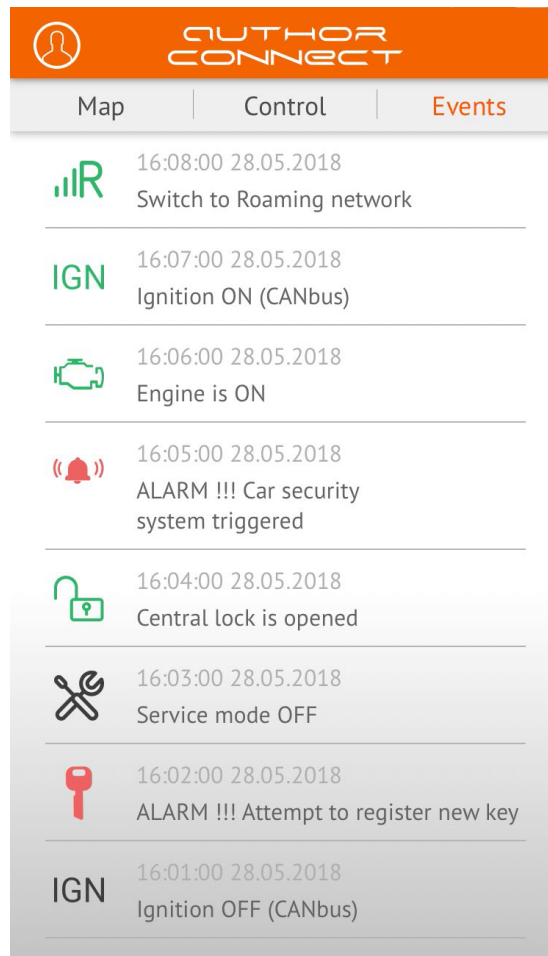 AUTHOR
CONNECT
Map Control Events
16:08:00 28.05.2018
R
Switch to Roaming network
16:07:00 28.05.2018
IGN
Ignition ON (CANbus)
16:06:00 28.05.2018
Engine is ON
16:05:00 28.05.2018
ALARM !!! Car security
system triggered
16:04:00 28.05.2018
Central lock is opened
16:03:00 28.05.2018
Service mode OFF
16:02:00 28.05.2018
ALARM !!! Attempt to register new key
16:01:00 28.05.2018
IGN
Ignition OFF (CANbus)